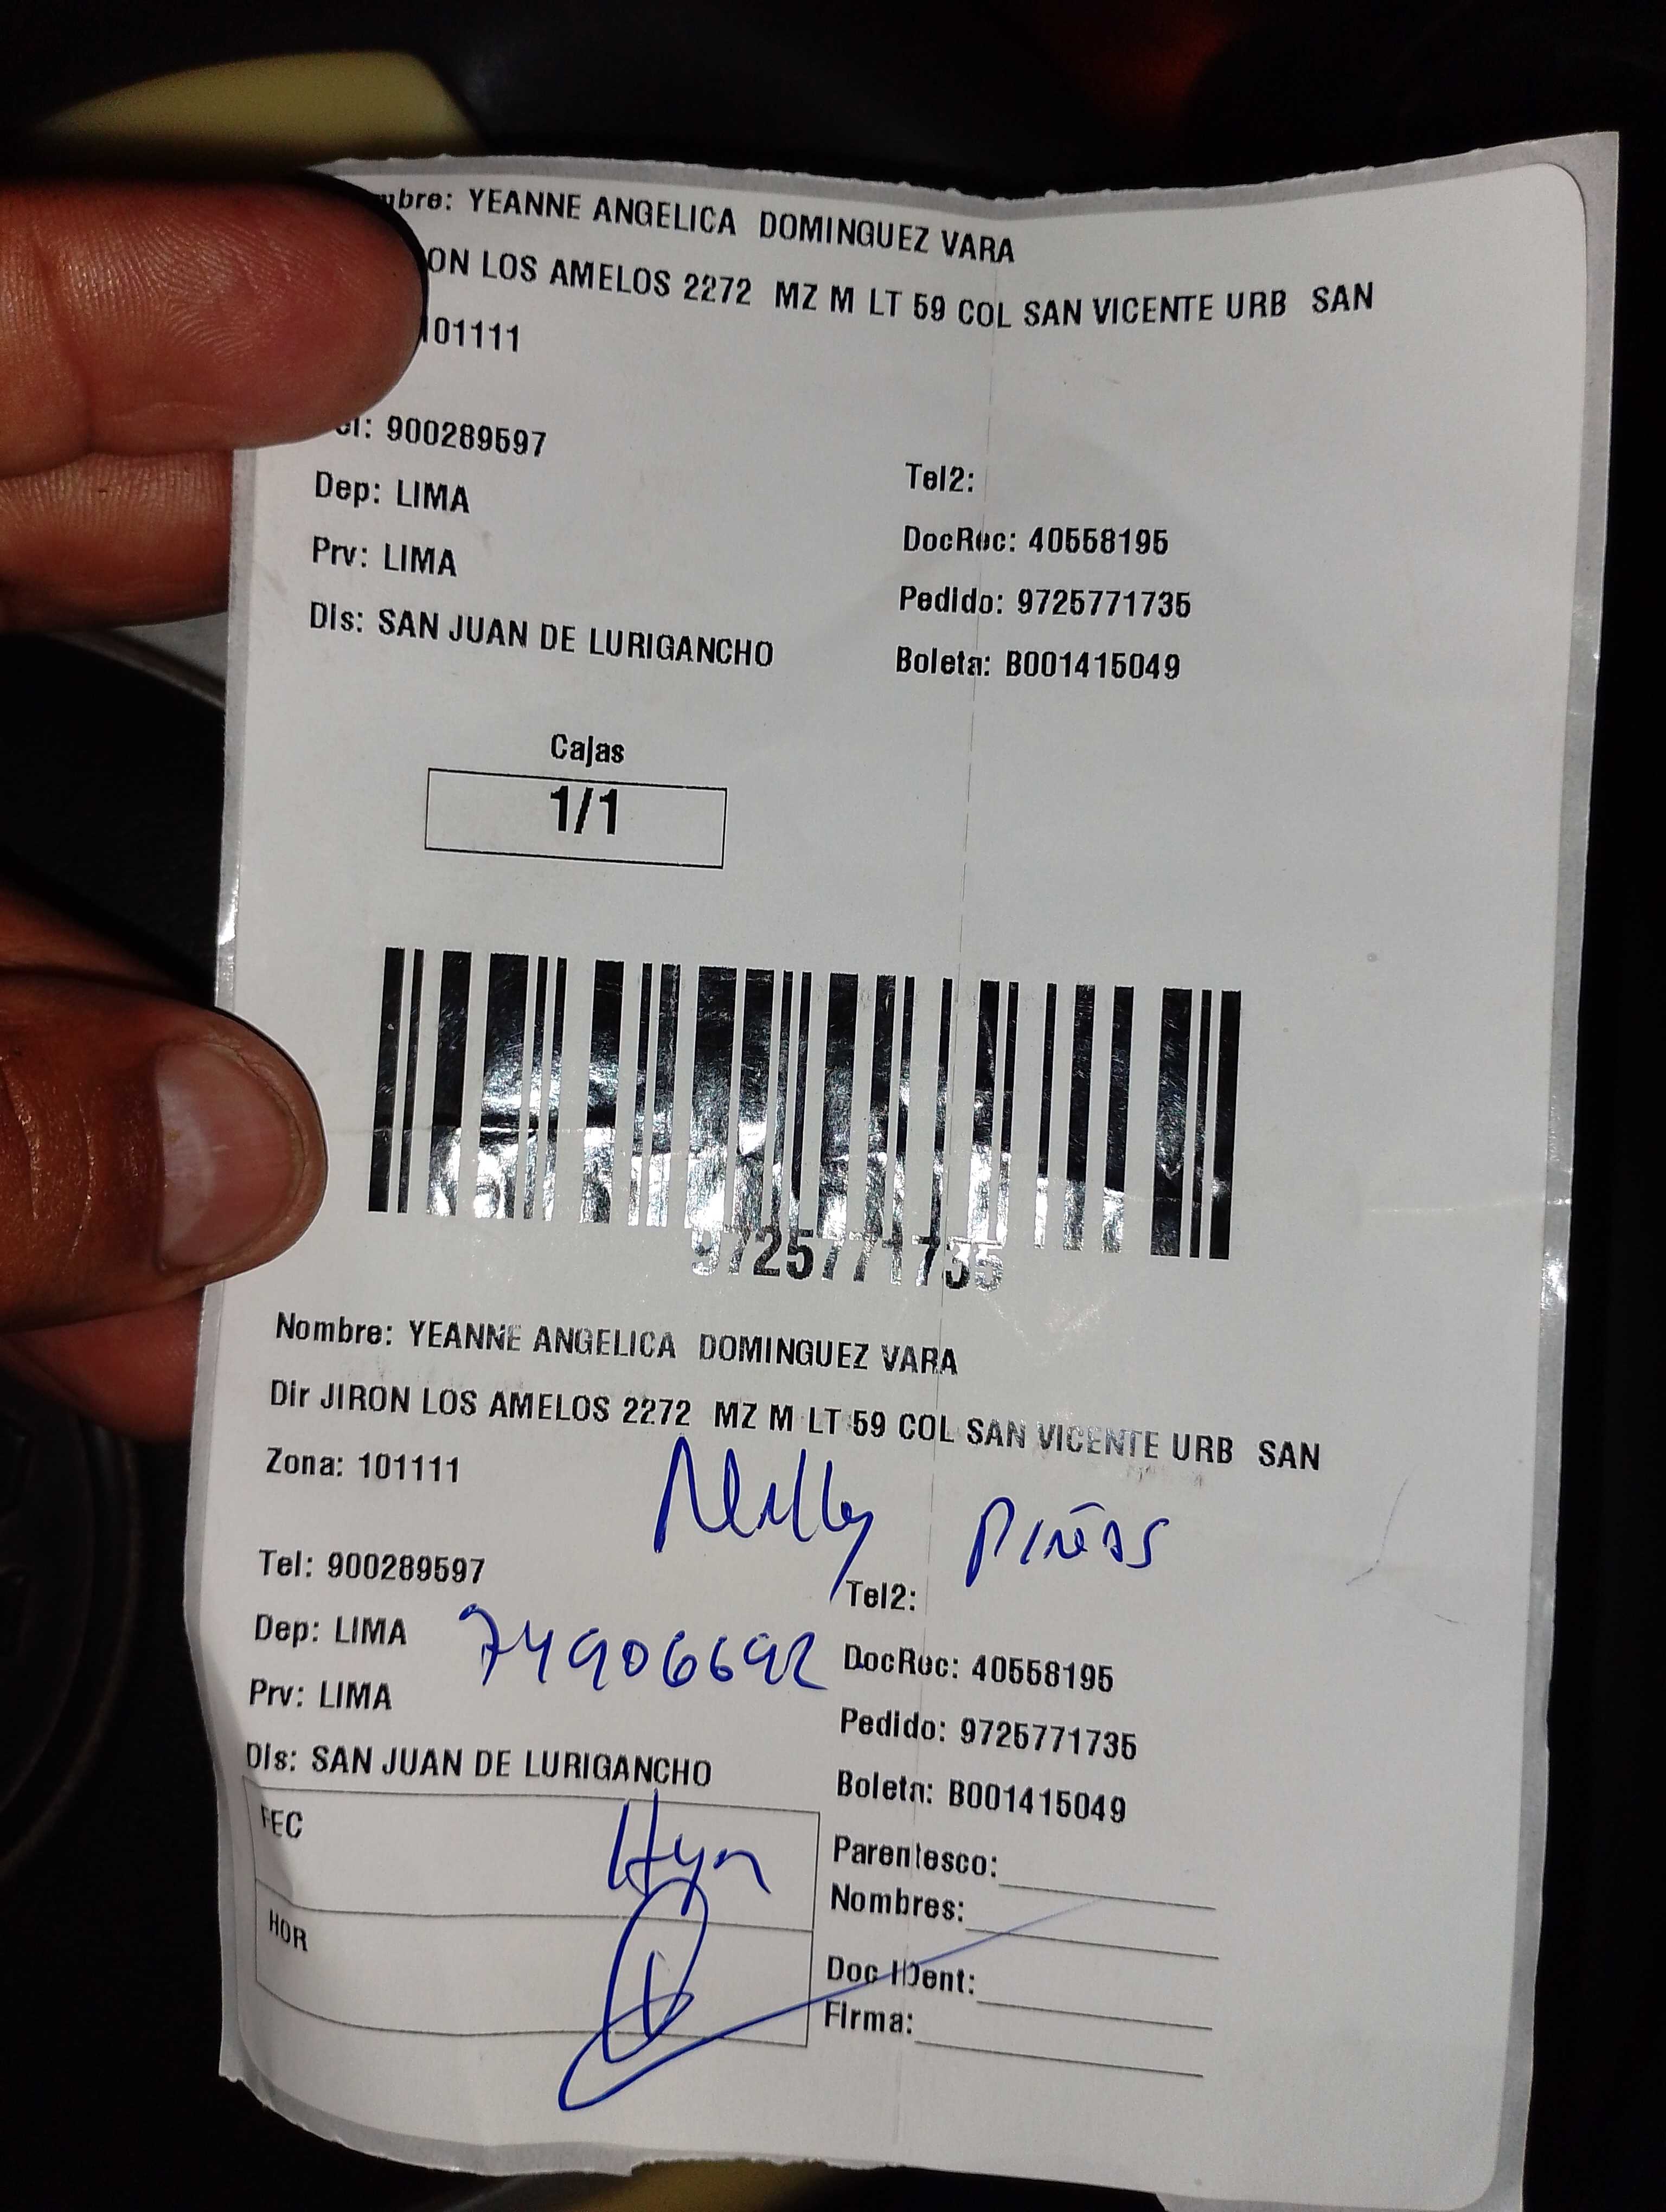 mbre: YEANNE ANGELICA DOMINGUEZ VARA
ON LOS AMELOS 2272 MZ M LT 59 COL SAN VICENTE URB SAN
101111
el: 900289597
Tel2:
Dep: LIMA
DocRec: 40558195
Prv: LIMA
Pedido: 9725771735
Dis: SAN JUAN DE LURIGANCHO
Boleta: B001415049
Cajas
1/1
9725771735
Nombre: YEANNE ANGELICA DOMINGUEZ VARA
Dir JIRON LOS AMELOS 2272 MZ M LT 59 COL SAN VICENTE URB SAN
Zona: 101111
Piñas
Tel: 900289597
Tel2:
Dep: LIMA
74906692
DocRec: 40558195
Prv: LIMA
Pedido: 9725771735
Dis: SAN JUAN DE LURIGANCHO
Boleta: B001415049
FEC
Parentesco:
Nombres:
HOR
Doc IDent:
Firma: